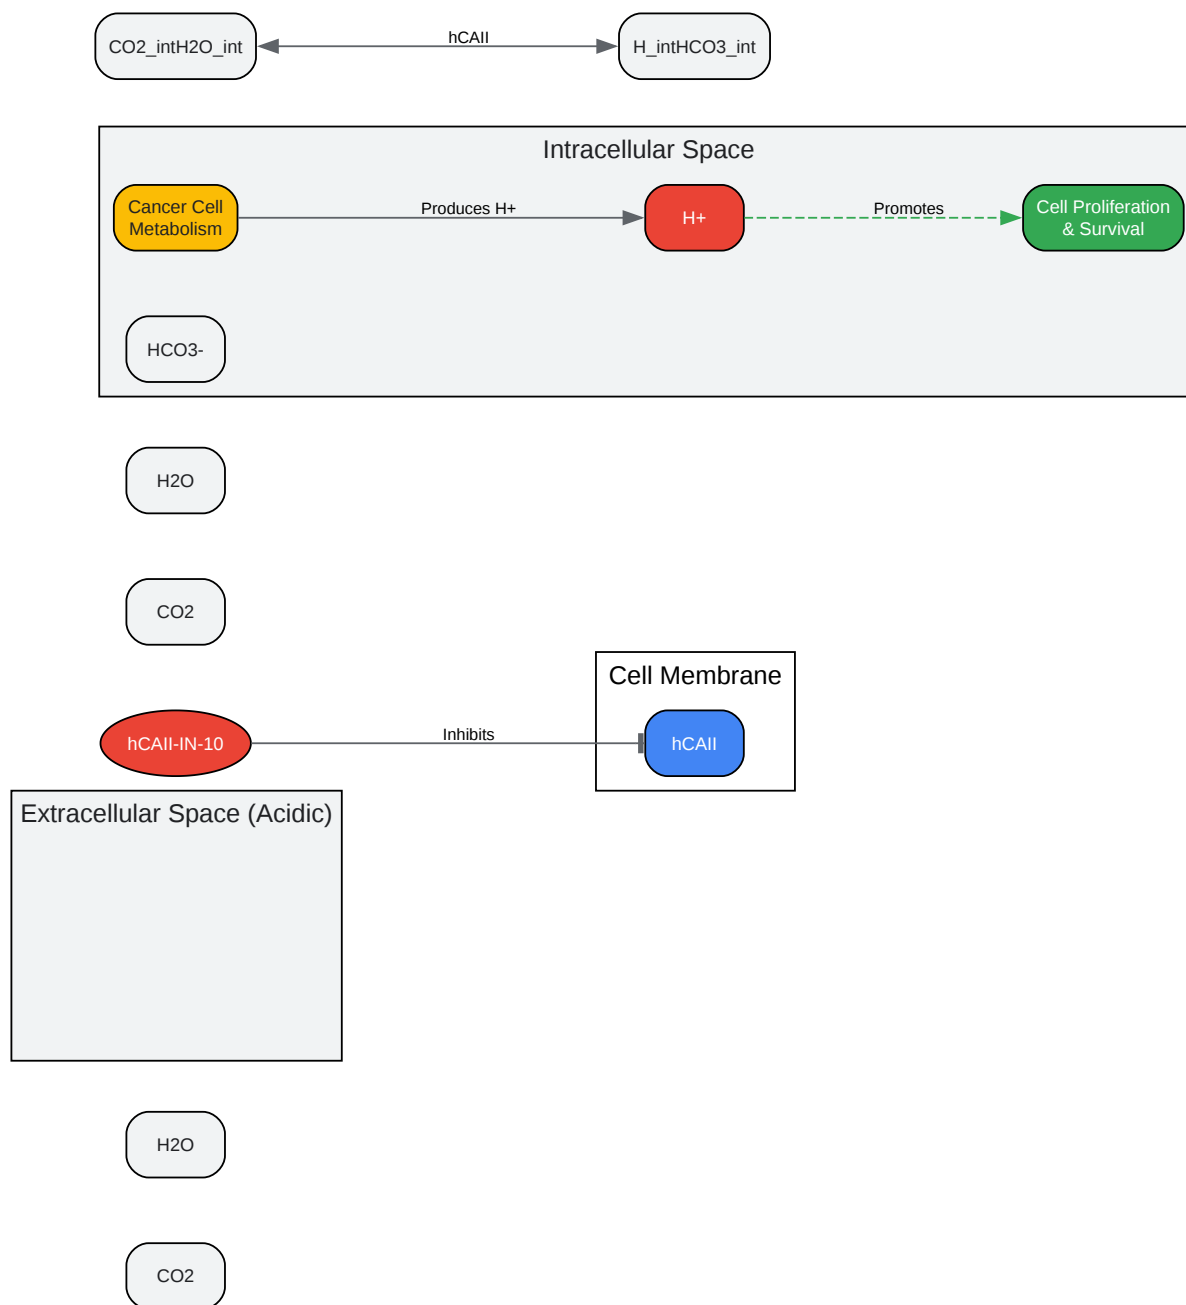 CO2_intH2O_int
hCAII
H_intHCO3_int
Intracellular Space
Cancer Cell
Metabolism
Produces H+
H+
Promotes
Cell Proliferation
& Survival
HCO3-
H2O
CO2
Cell Membrane
hCAII-IN-10
Inhibits
hCAII
Extracellular Space (Acidic)
H2O
CO2